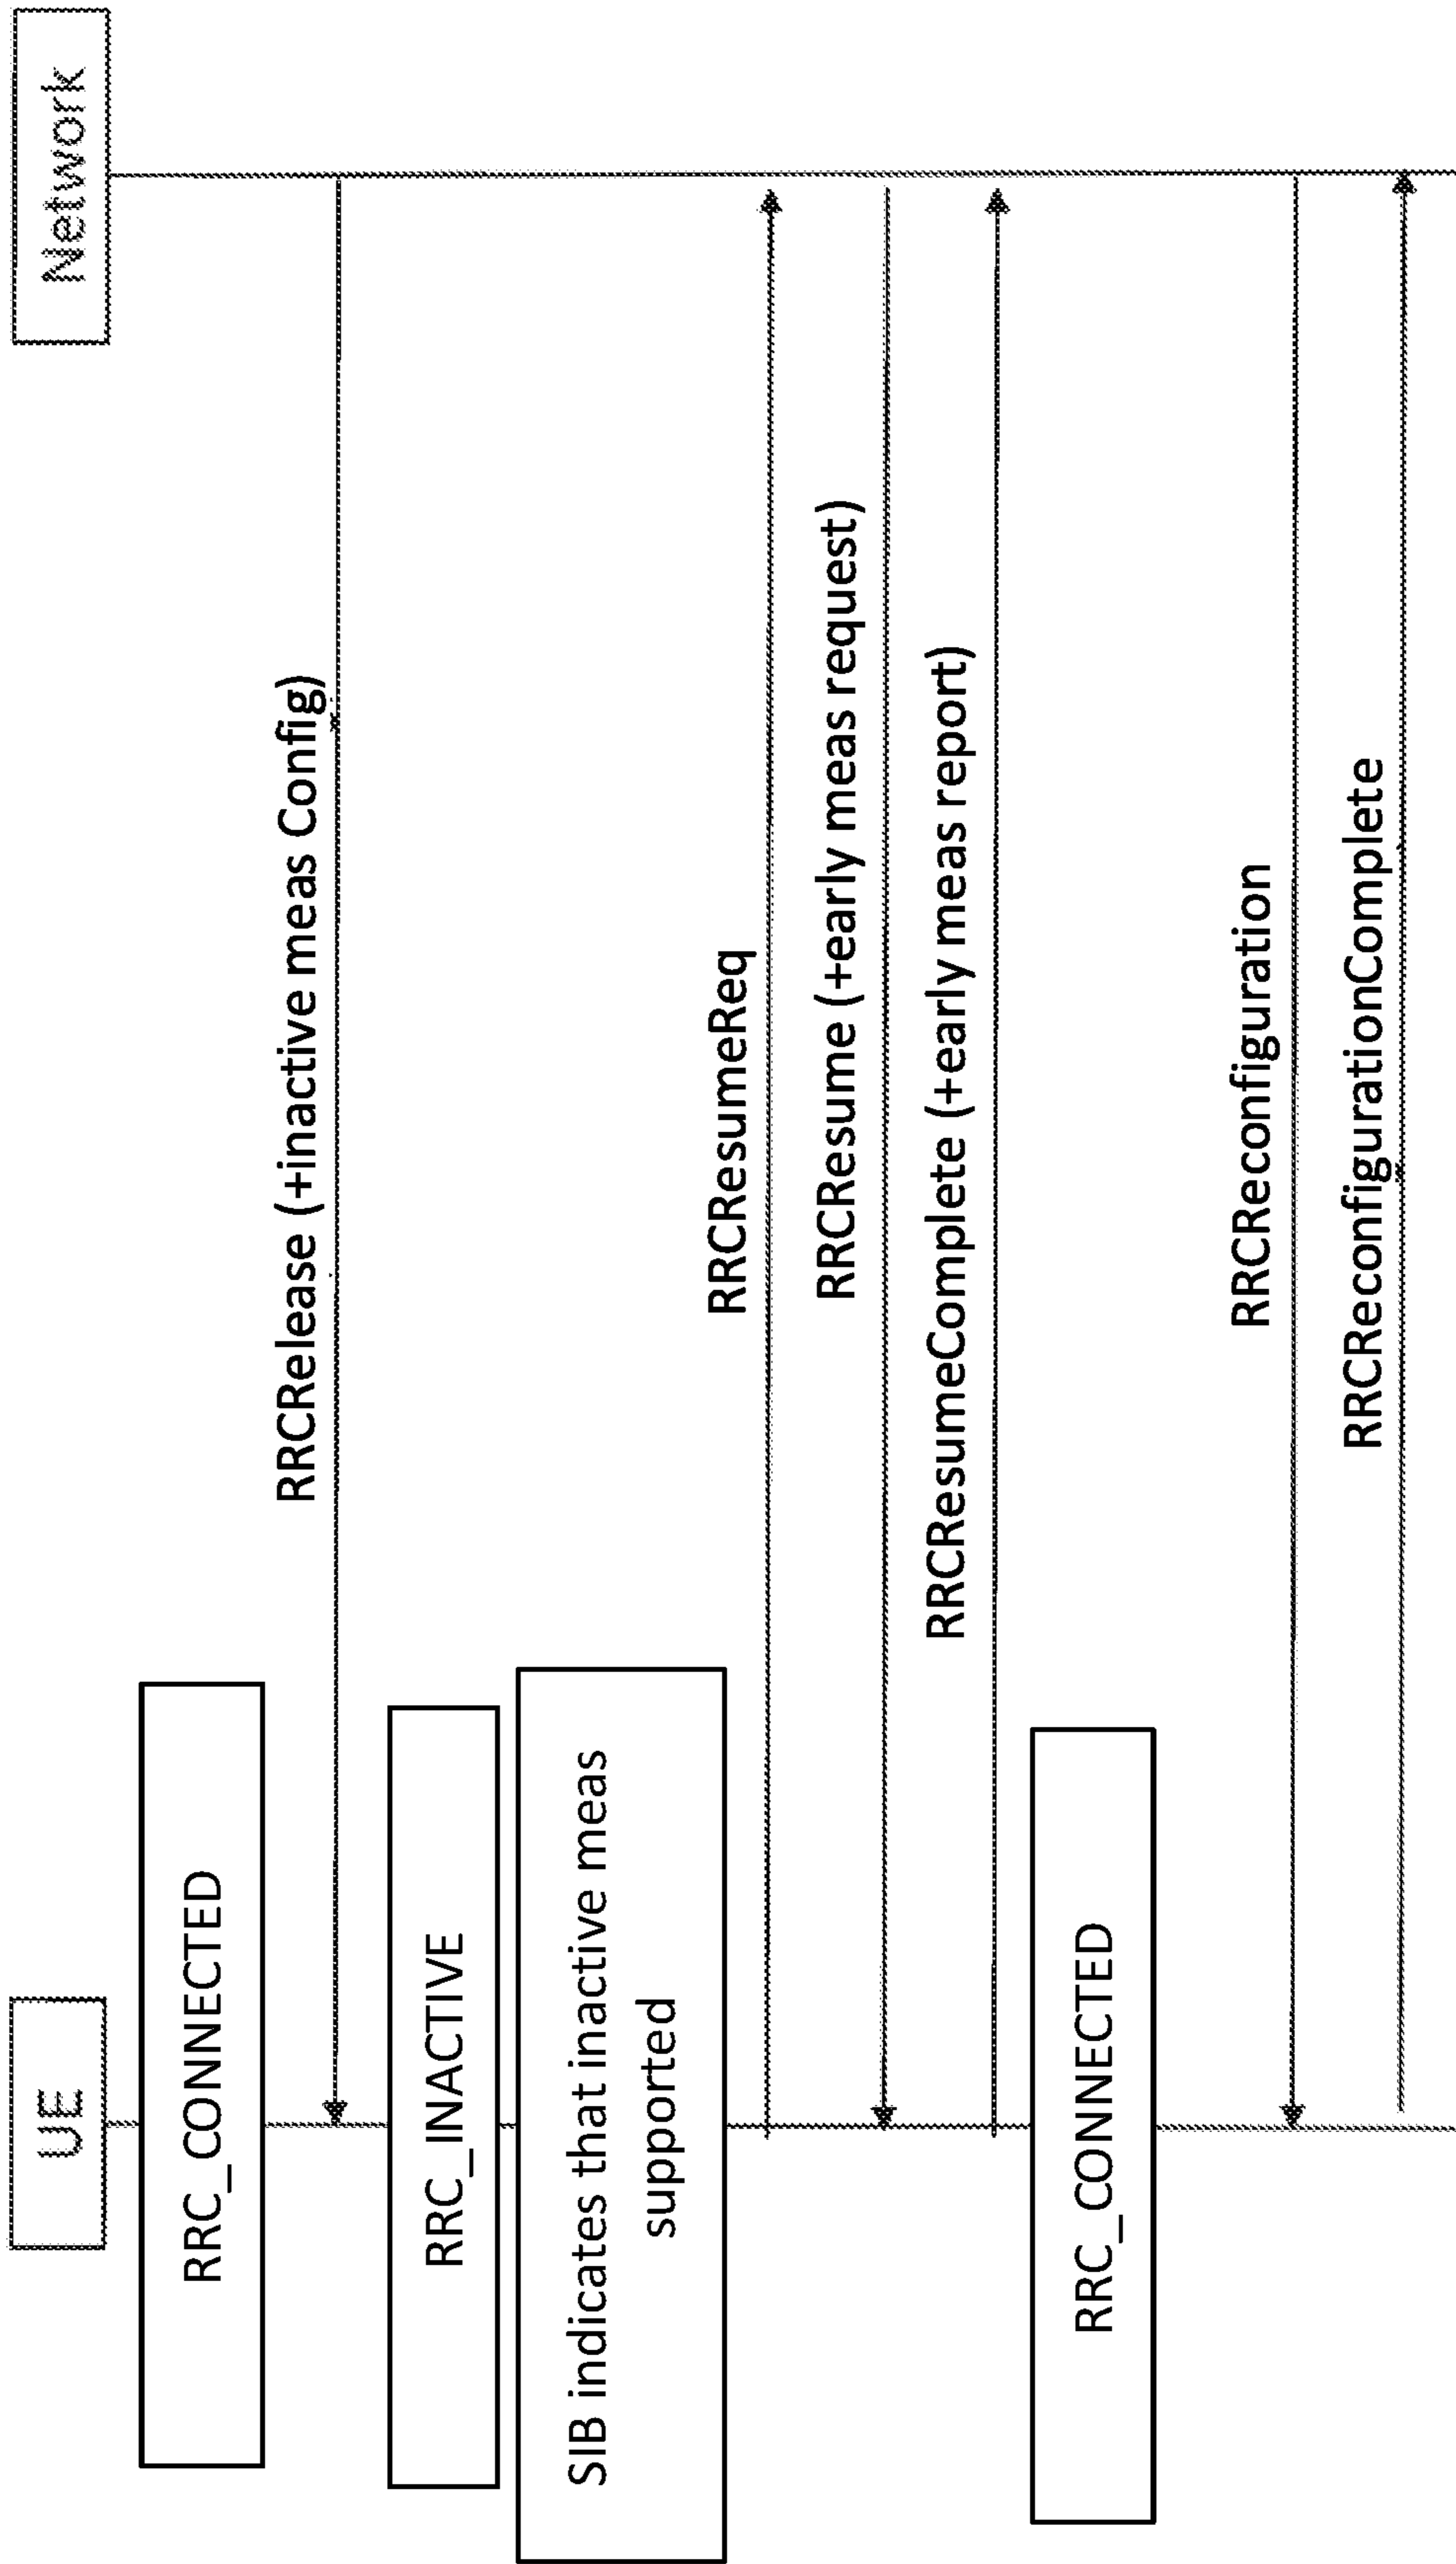 UE
Network
RRC_CONNECTED
RRCRelease (+inactive meas Config)
RRC_INACTIVE
SIB indicates that inactive meas
supported
RRCResumeReq
RRCResume (+early meas request)
RRCResumeComplete (+early meas report)
RRC_CONNECTED
RRCReconfiguration
RRCReconfigurationComplete